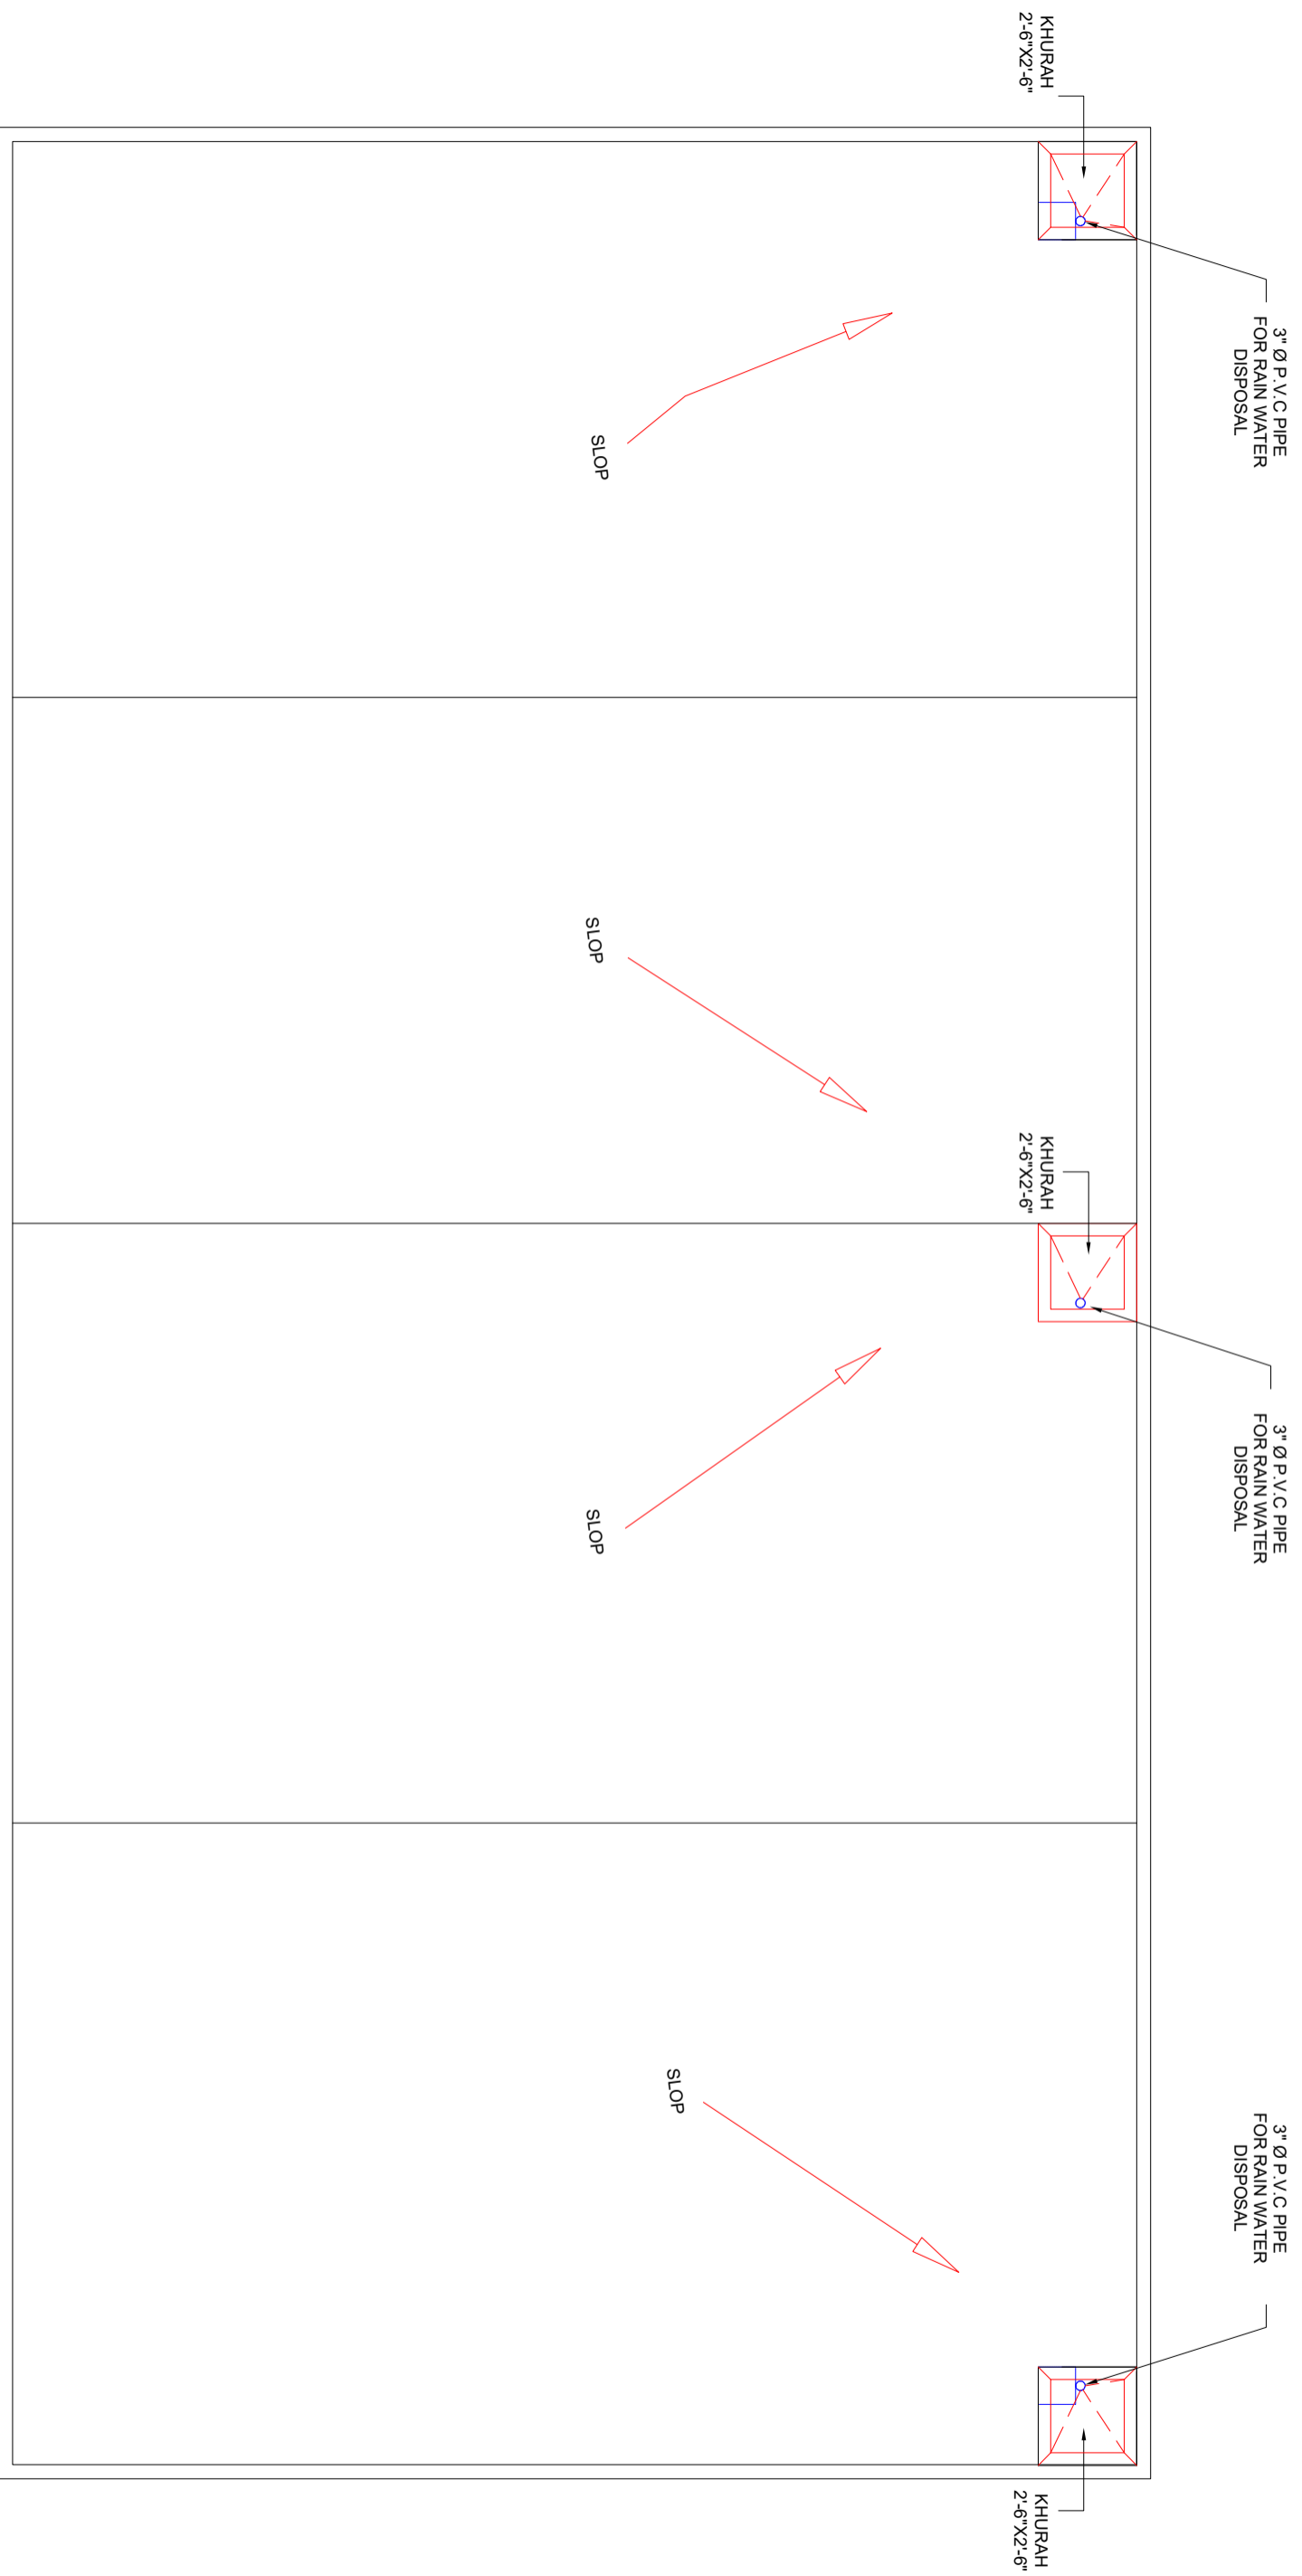 KHURAH
2'-6"X2'-6"
3" Ø P.V.C PIPE
FOR RAIN WATER
DISPOSAL
SLOP
SLOP
KHURAH
2'-6"X2'-6"
3" Ø P.V.C PIPE
FOR RAIN WATER
DISPOSAL
SLOP
SLOP
3" Ø P.V.C PIPE
FOR RAIN WATER
DISPOSAL
KHURAH
2'-6"X2'-6"